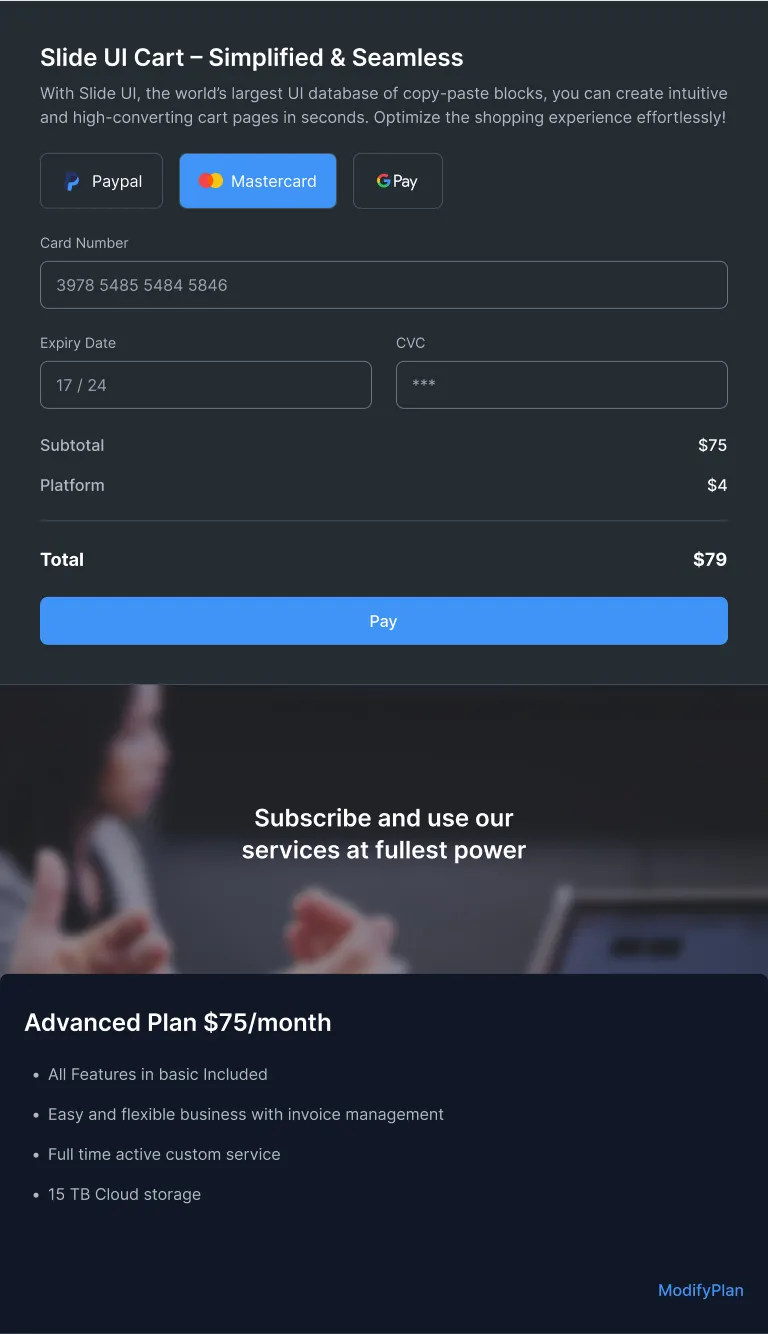 Slide UI Cart – Simplified & Seamless
With Slide UI, the world’s largest UI database of copy-paste blocks, you can create intuitive
and high-converting cart pages in seconds. Optimize the shopping experience effortlessly!
Paypal Mastercard G Pay
Card Number
3978 5485 5484 5846
Expiry Date CVC
17 / 24 ***
Subtotal $75
Platform $4
Total $79
Pay
Subscribe and use our
services at fullest power
Advanced Plan $75/month
• All Features in basic Included
• Easy and flexible business with invoice management
• Full time active custom service
• 15 TB Cloud storage
ModifyPlan